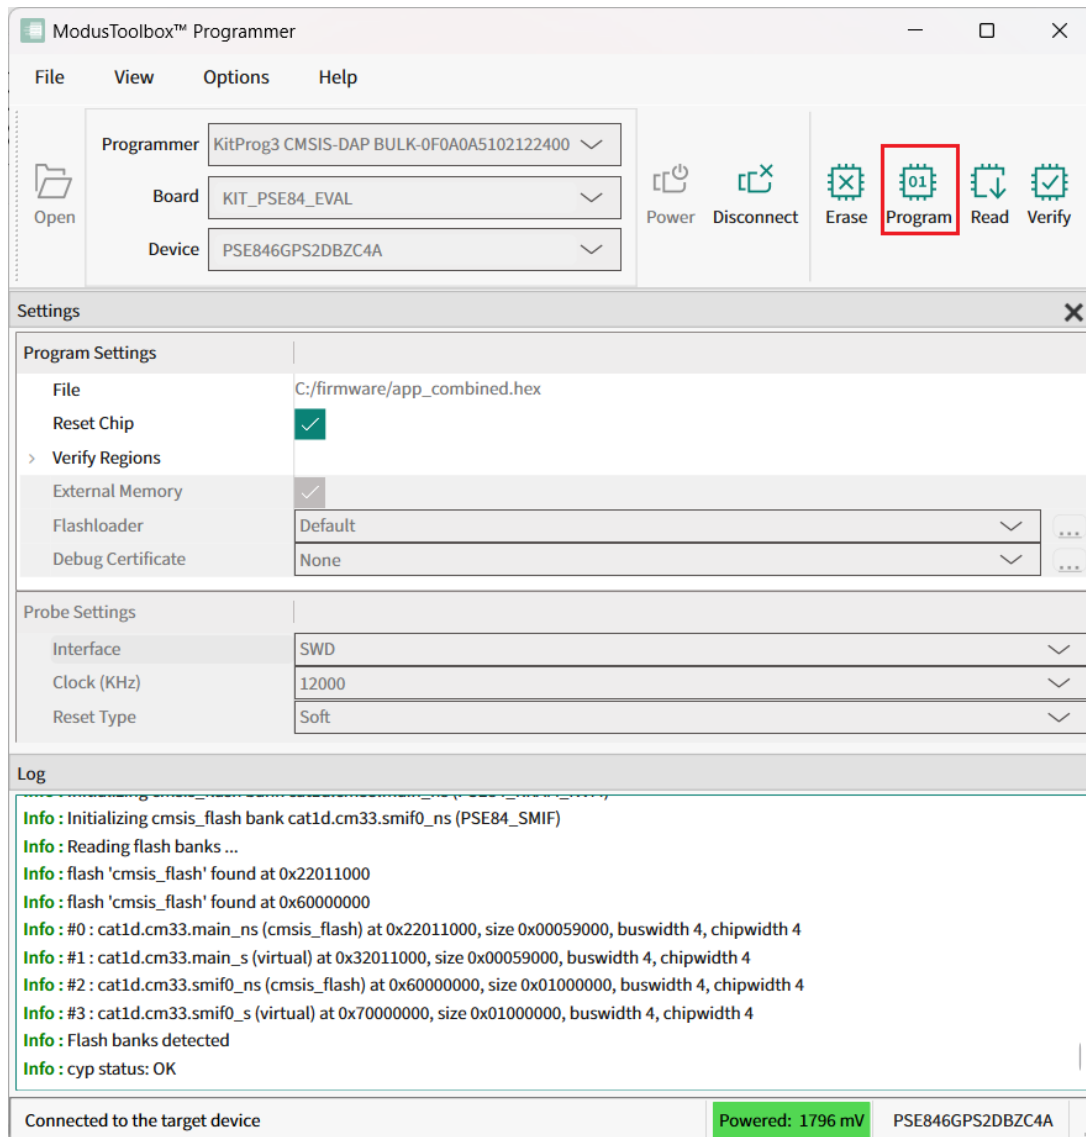 ModusToolbox™ Programmer
File View Options Help
Open
Programmer KitProg3 CMSIS-DAP BULK-0F0A0A5102122400
Board KIT_PSE84_EVAL
Device PSE846GPS2DBZC4A
Power Disconnect Erase Program Read Verify
01
Settings
Program Settings
File C:/firmware/app_combined.hex
Reset Chip
Verify Regions
External Memory
Flashloader Default ...
Debug Certificate None ...
Probe Settings
Interface SWD
Clock (KHz) 12000
Reset Type Soft
Log
Info : Initializing cmsis_flash bank cat1d.cm33.smif0_ns (PSE84_SMIF)
Info : Reading flash banks ...
Info : flash 'cmsis_flash' found at 0x22011000
Info : flash 'cmsis_flash' found at 0x60000000
Info : #0 : cat1d.cm33.main_ns (cmsis_flash) at 0x22011000, size 0x00059000, buswidth 4, chipwidth 4
Info : #1 : cat1d.cm33.main_s (virtual) at 0x32011000, size 0x00059000, buswidth 4, chipwidth 4
Info : #2 : cat1d.cm33.smif0_ns (cmsis_flash) at 0x60000000, size 0x01000000, buswidth 4, chipwidth 4
Info : #3 : cat1d.cm33.smif0_s (virtual) at 0x70000000, size 0x01000000, buswidth 4, chipwidth 4
Info : Flash banks detected
Info : cyp status: OK
Connected to the target device Powered: 1796 mV PSE846GPS2DBZC4A